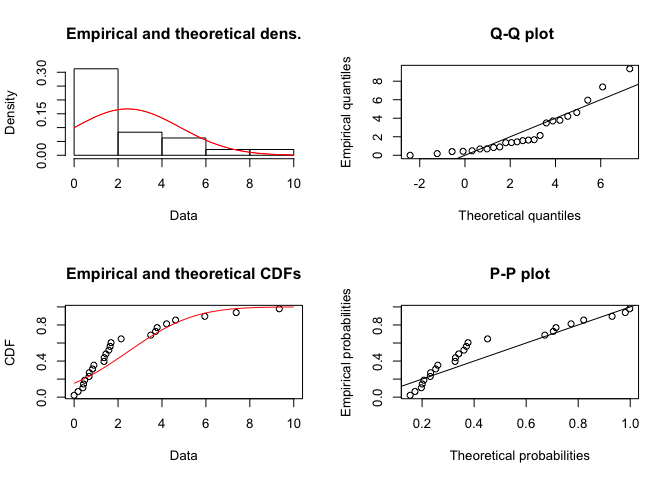 Empirical and theoretical dens.
Density
0.00 0.15 0.30
0 2 4 6 8 10
Data
Q-Q plot
Empirical quantiles
0 2 4 6 8
-2 0 2 4 6
Theoretical quantiles
Empirical and theoretical CDFs
CDF
0.0 0.4 0.8
0 2 4 6 8 10
Data
P-P plot
Empirical probabilities
0.0 0.4 0.8
0.2 0.4 0.6 0.8 1.0
Theoretical probabilities